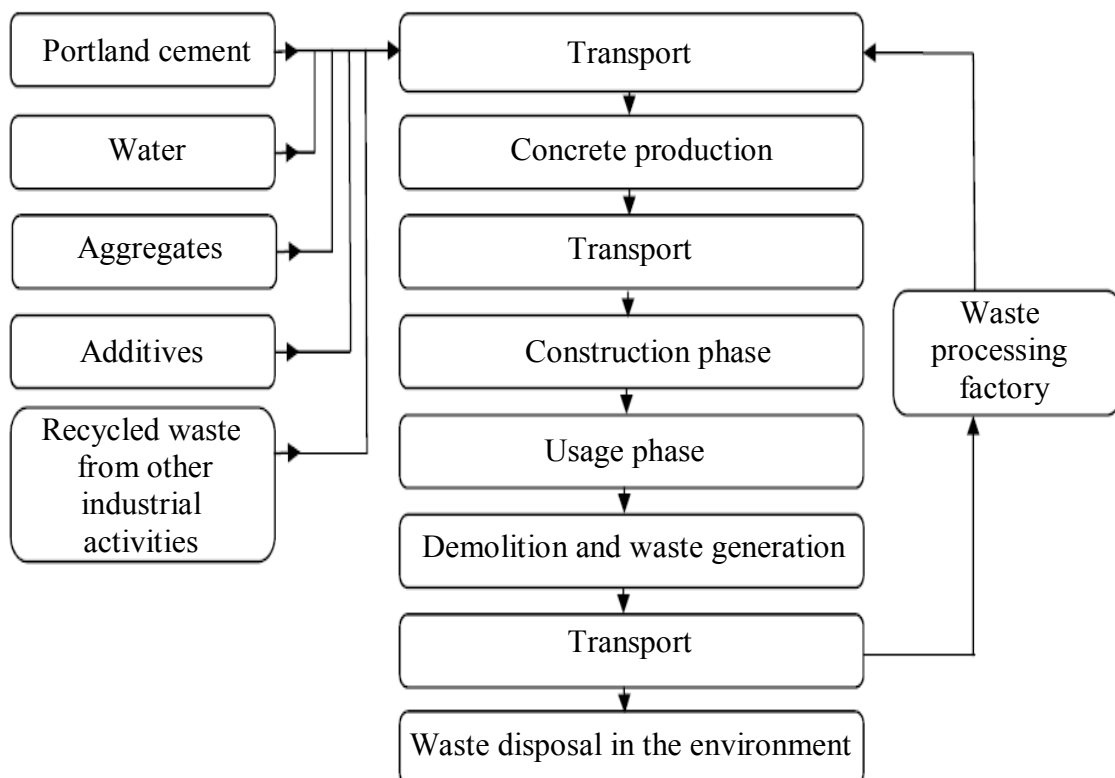 Portland cement
Water
Aggregates
Additives
Recycled waste
from other
industrial
activities
Transport
Concrete production
Transport
Construction phase
Usage phase
Demolition and waste generation
Transport
Waste disposal in the environment
Waste
processing
factory